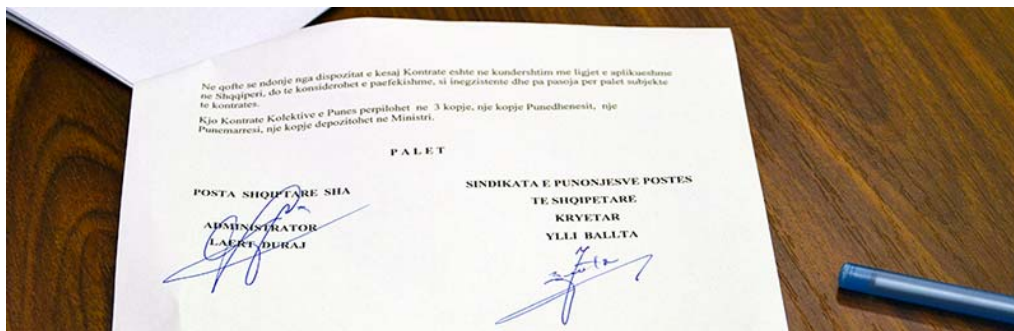 Ne qofte se ndonje nga dispozitat e kesaj Kontrate eshte ne kundershtim me ligjet e aplikueshme
ne Shqiperi, do te konsiderohet e paefekishme, si inegzistente dhe pa pasoja per palet subjekte
te kontrates.
Kjo Kontrate Kolektive e Punes perpilohet ne 3 kopje, nje kopje Punedhenesit, nje
Punemarresi, nje kopje depozitohet ne Ministri.
PALET
POSTA SHQIPTARE SHA
ADMINISTRATOR
LAERT DURAJ
SINDIKATA E PUNONJESVE POSTES
TE SHQIPETARE
KRYETAR
YLLI BALLTA